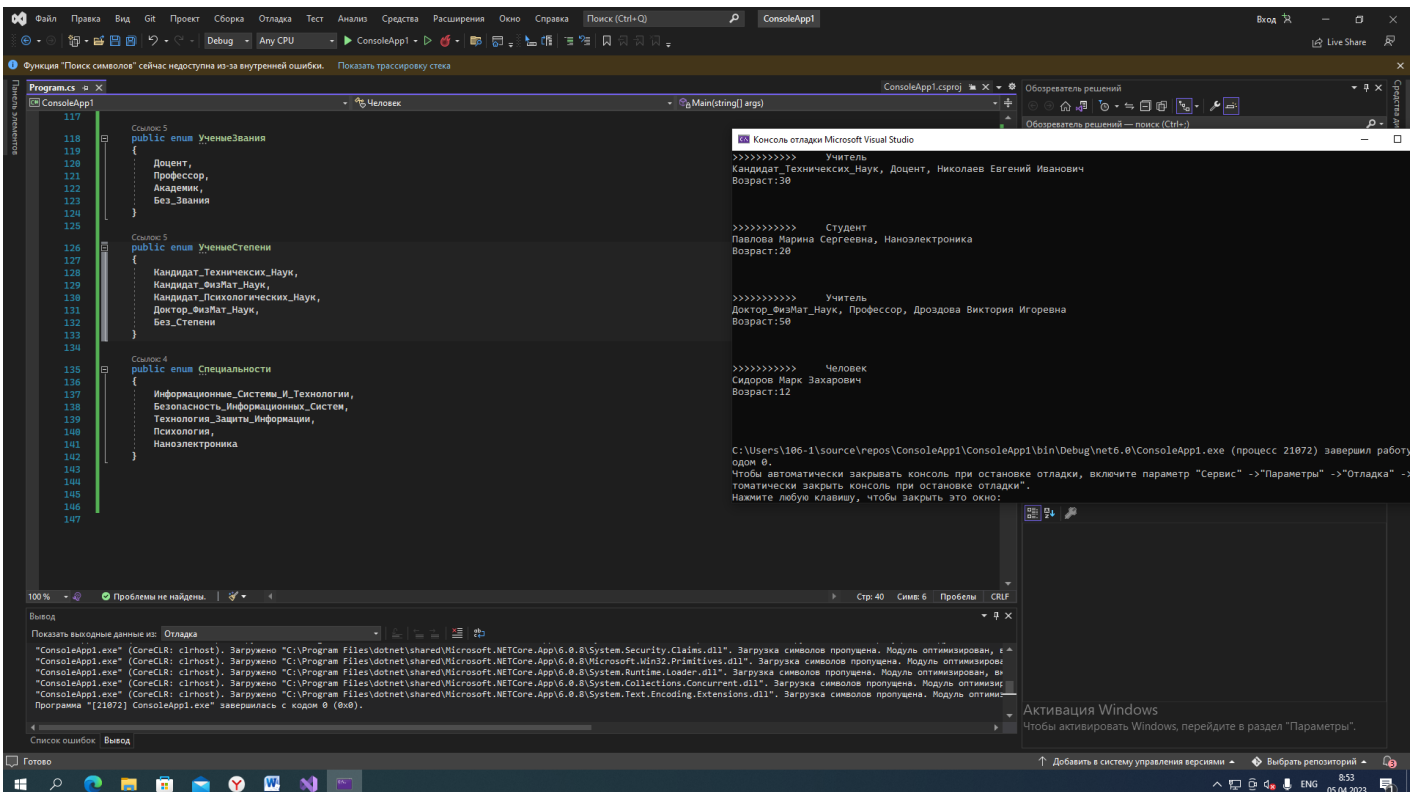 Файл Правка Вид Git Проект Сборка Отладка Тест Анализ Средства Расширения Окно Справка Поиск (Ctrl+Q) ConsoleApp1 Вход
Debug Any CPU ConsoleApp1 Live Share
Функция "Поиск символов" сейчас недоступна из-за внутренней ошибки. Показать трассировку стека
Панель элементов
Program.cs ConsoleApp1.csproj
ConsoleApp1 Человек Main(string[] args)
117
Ссылок: 5
118 public enum УченыеЗвания
119 {
120 Доцент,
121 Профессор,
122 Академик,
123 Без_Звания
124 }
125
Ссылок: 5
126 public enum УченыеСтепени
127 {
128 Кандидат_Техничексих_Наук,
129 Кандидат_ФизМат_Наук,
130 Кандидат_Психологических_Наук,
131 Доктор_ФизМат_Наук,
132 Без_Степени
133 }
134
Ссылок: 4
135 public enum Специальности
136 {
137 Информационные_Системы_И_Технологии,
138 Безопасность_Информационных_Систем,
139 Технология_Защиты_Информации,
140 Психология,
141 Наноэлектроника
142 }
143
144
145
146
147
100 % Проблемы не найдены. Стр: 40 Симв: 6 Пробелы CRLF
Обозреватель решений
Обозреватель решений — поиск (Ctrl+;)
Средства ди
Консоль отладки Microsoft Visual Studio
>>>>>>>>>>> Учитель
Кандидат_Техничексих_Наук, Доцент, Николаев Евгений Иванович
Возраст:30
>>>>>>>>>>> Студент
Павлова Марина Сергеевна, Наноэлектроника
Возраст:20
>>>>>>>>>>> Учитель
Доктор_ФизМат_Наук, Профессор, Дроздова Виктория Игоревна
Возраст:50
>>>>>>>>>>> Человек
Сидоров Марк Захарович
Возраст:12
C:\Users\106-1\source\repos\ConsoleApp1\ConsoleApp1\bin\Debug\net6.0\ConsoleApp1.exe (процесс 21072) завершил работу
одом 0.
Чтобы автоматически закрывать консоль при остановке отладки, включите параметр "Сервис" ->"Параметры" ->"Отладка" ->
томатически закрыть консоль при остановке отладки".
Нажмите любую клавишу, чтобы закрыть это окно:
Вывод
Показать выходные данные из: Отладка
"ConsoleApp1.exe" (CoreCLR: clrhost). Загружено "C:\Program Files\dotnet\shared\Microsoft.NETCore.App\6.0.8\System.Security.Claims.dll". Загрузка символов пропущена. Модуль оптимизирован,
"ConsoleApp1.exe" (CoreCLR: clrhost). Загружено "C:\Program Files\dotnet\shared\Microsoft.NETCore.App\6.0.8\Microsoft.Win32.Primitives.dll". Загрузка символов пропущена. Модуль оптимизирова
"ConsoleApp1.exe" (CoreCLR: clrhost). Загружено "C:\Program Files\dotnet\shared\Microsoft.NETCore.App\6.0.8\System.Runtime.Loader.dll". Загрузка символов пропущена. Модуль оптимизирован,
"ConsoleApp1.exe" (CoreCLR: clrhost). Загружено "C:\Program Files\dotnet\shared\Microsoft.NETCore.App\6.0.8\System.Collections.Concurrent.dll". Загрузка символов пропущена. Модуль оптимизир
"ConsoleApp1.exe" (CoreCLR: clrhost). Загружено "C:\Program Files\dotnet\shared\Microsoft.NETCore.App\6.0.8\System.Text.Encoding.Extensions.dll". Загрузка символов пропущена. Модуль оптими
Программа "[21072] ConsoleApp1.exe" завершилась с кодом 0 (0x0).
Список ошибок Вывод
Активация Windows
Чтобы активировать Windows, перейдите в раздел "Параметры".
Готово Добавить в систему управления версиями Выбрать репозиторий
ENG 8:53
05.04.2023